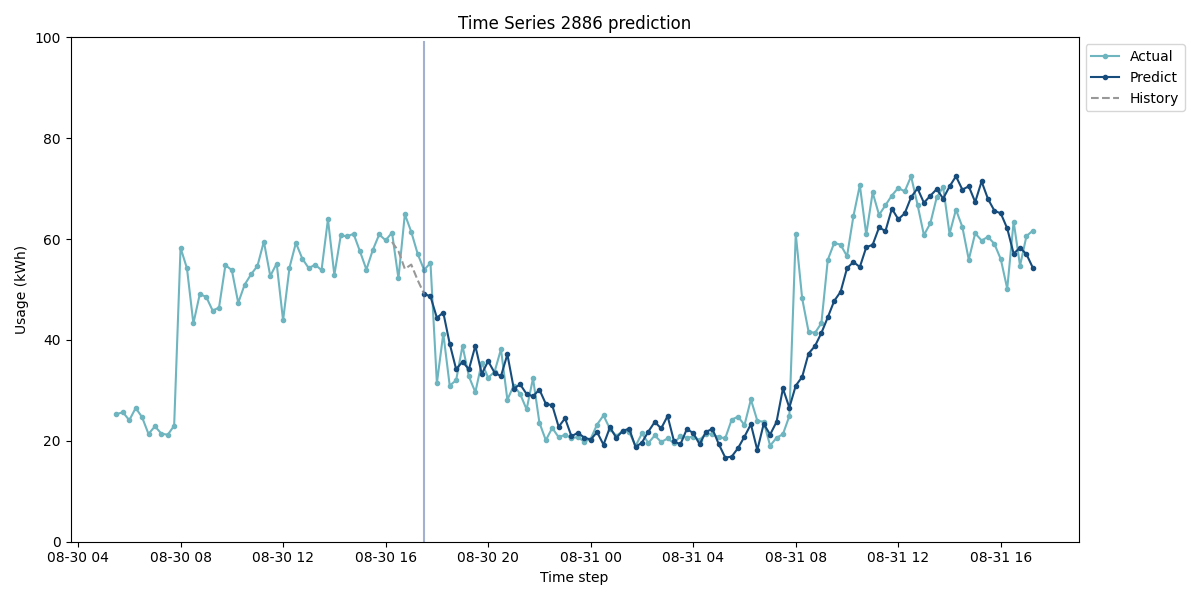 Time Series 2886 prediction
100
80
60
40
20
0
Usage (kWh)
08-30 04
08-30 08
08-30 12
08-30 16
08-30 20
08-31 00
08-31 04
08-31 08
08-31 12
08-31 16
Time step
Actual
Predict
History